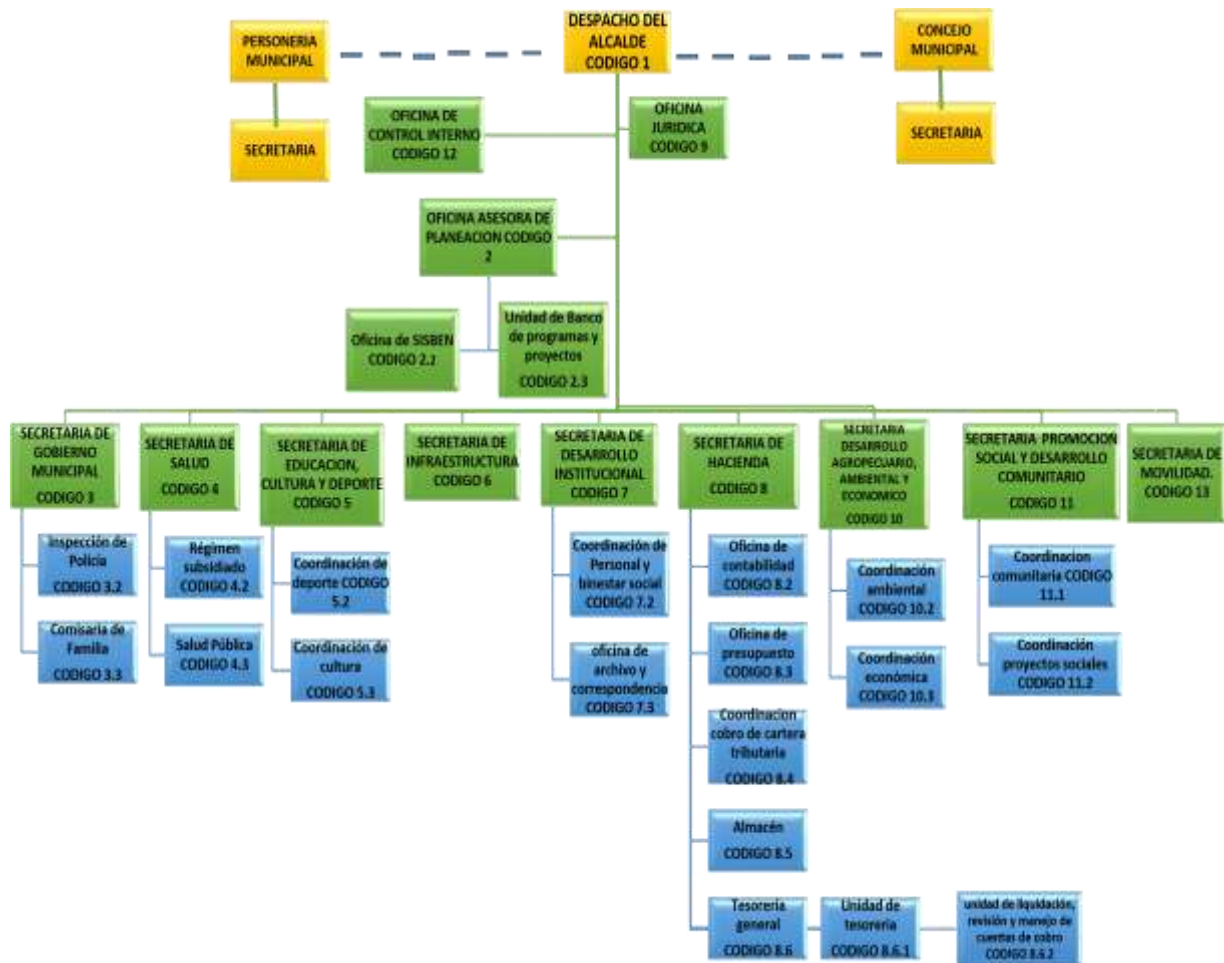 PERSONERIA
MUNICIPAL
DESPACHO DEL
ALCALDE
CODIGO 1
CONCEJO
MUNICIPAL
SECRETARIA
SECRETARIA
OFICINA DE
CONTROL INTERNO
CODIGO 12
OFICINA
JURIDICA
CODIGO 9
OFICINA ASESORA DE
PLANEACION CODIGO
2
Oficina de SISBEN
CODIGO 2.2
Unidad de Banco
de programas y
proyectos
CODIGO 2.3
SECRETARIA DE
GOBIERNO
MUNICIPAL
CODIGO 3
SECRETARIA DE
SALUD
CODIGO 4
SECRETARIA DE
EDUCACION,
CULTURA Y DEPORTE
CODIGO 5
SECRETARIA DE
INFRAESTRUCTURA
CODIGO 6
SECRETARIA DE
DESARROLLO
INSTITUCIONAL
CODIGO 7
SECRETARIA DE
HACIENDA
CODIGO 8
SECRETARIA
DESARROLLO
AGROPECUARIO,
AMBIENTAL Y
ECONOMICO
CODIGO 10
SECRETARIA PROMOCION
SOCIAL Y DESARROLLO
COMUNITARIO
CODIGO 11
SECRETARIA DE
MOVILIDAD.
CODIGO 13
Inspección de
Policía
CODIGO 3.2
Comisaria de
Familia
CODIGO 3.3
Régimen
subsidiado
CODIGO 4.2
Salud Pública
CODIGO 4.3
Coordinación de
deporte CODIGO
5.2
Coordinación de
cultura
CODIGO 5.3
Coordinación de
Personal y
binestar social
CODIGO 7.2
oficina de
archivo y
correspondencia
CODIGO 7.3
Oficina de
contabilidad
CODIGO 8.2
Oficina de
presupuesto
CODIGO 8.3
Coordinacion
cobro de cartera
tributaria
CODIGO 8.4
Almacén
CODIGO 8.5
Tesoreria
general
CODIGO 8.6
Unidad de
tesoreria
CODIGO 8.6.1
unidad de liquidación,
revisión y manejo de
cuentas de cobro
CODIGO 8.6.2
Coordinación
ambiental
CODIGO 10.2
Coordinación
económica
CODIGO 10.3
Coordinacion
comunitaria CODIGO
11.1
Coordinación
proyectos sociales
CODIGO 11.2